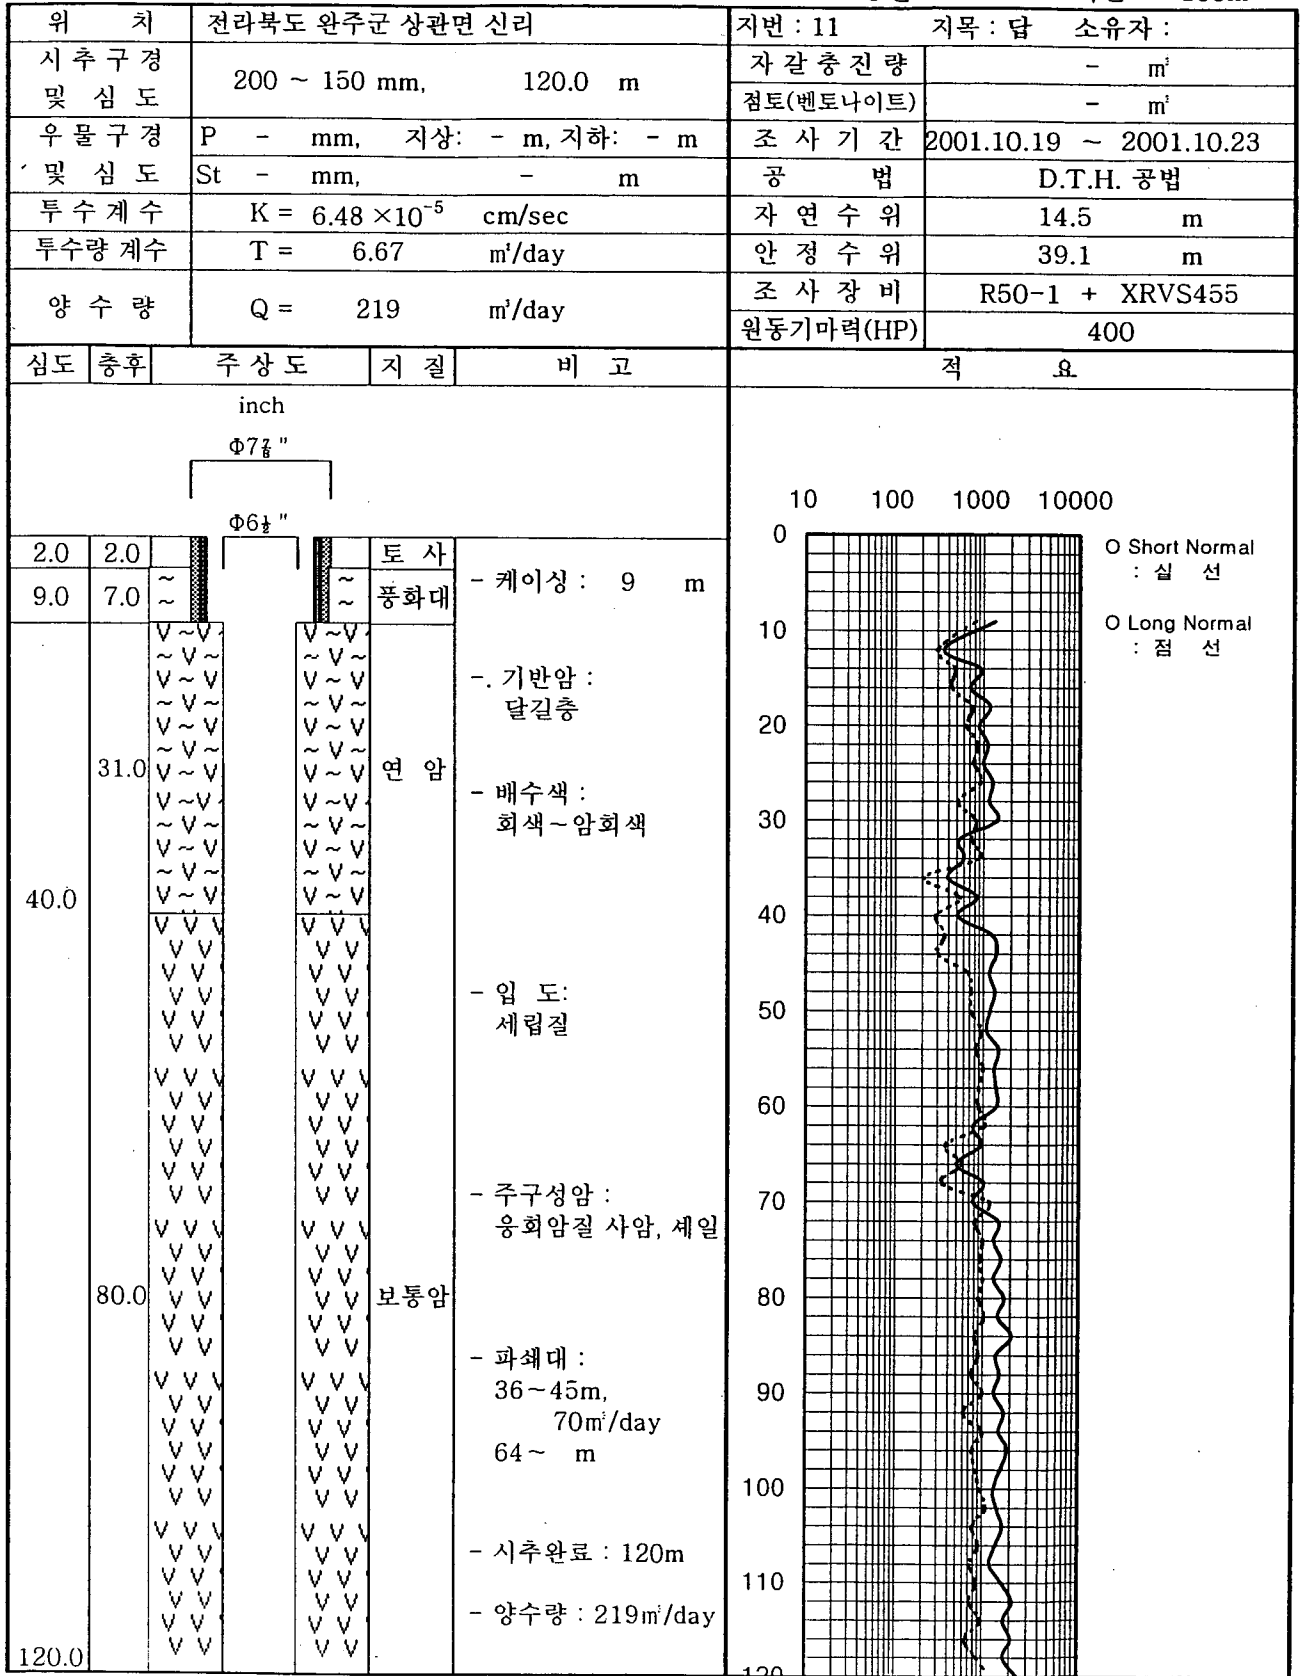 위 치 전라북도 완주군 상관면 신리 지번 : 11 지목 : 답 소유자 :
시추구경 및 심도 200 ~ 150 mm, 120.0 m
자갈충진량 - ㎥
점토(벤토나이트) - ㎥
우물구경 및 심도 P - mm, 지상: - m, 지하: - m
St - mm, - m
조사기간 2001.10.19 ~ 2001.10.23
공 법 D.T.H. 공법
투수계수 K = 6.48 ×10⁻⁵ cm/sec
자연수위 14.5 m
투수량 계수 T = 6.67 ㎡/day
안정수위 39.1 m
양수량 Q = 219 ㎥/day
조사장비 R50-1 + XRVS455
원동기마력(HP) 400
심도 층후 주상도 지 질 비 고 적 요
inch
Φ7⅞ "
Φ6½ "
2.0 2.0 토 사
9.0 7.0 풍화대
31.0 연 암
40.0
80.0 보통암
120.0
- 케이싱 : 9 m
-. 기반암 :
달길층
- 배수색 :
회색~암회색
- 입 도:
세립질
- 주구성암 :
응회암질 사암, 셰일
- 파쇄대 :
36~45m,
70㎥/day
64~ m
- 시추완료 : 120m
- 양수량 : 219㎥/day
10 100 1000 10000
0
10
20
30
40
50
60
70
80
90
100
110
120
O Short Normal
: 실 선
O Long Normal
: 점 선